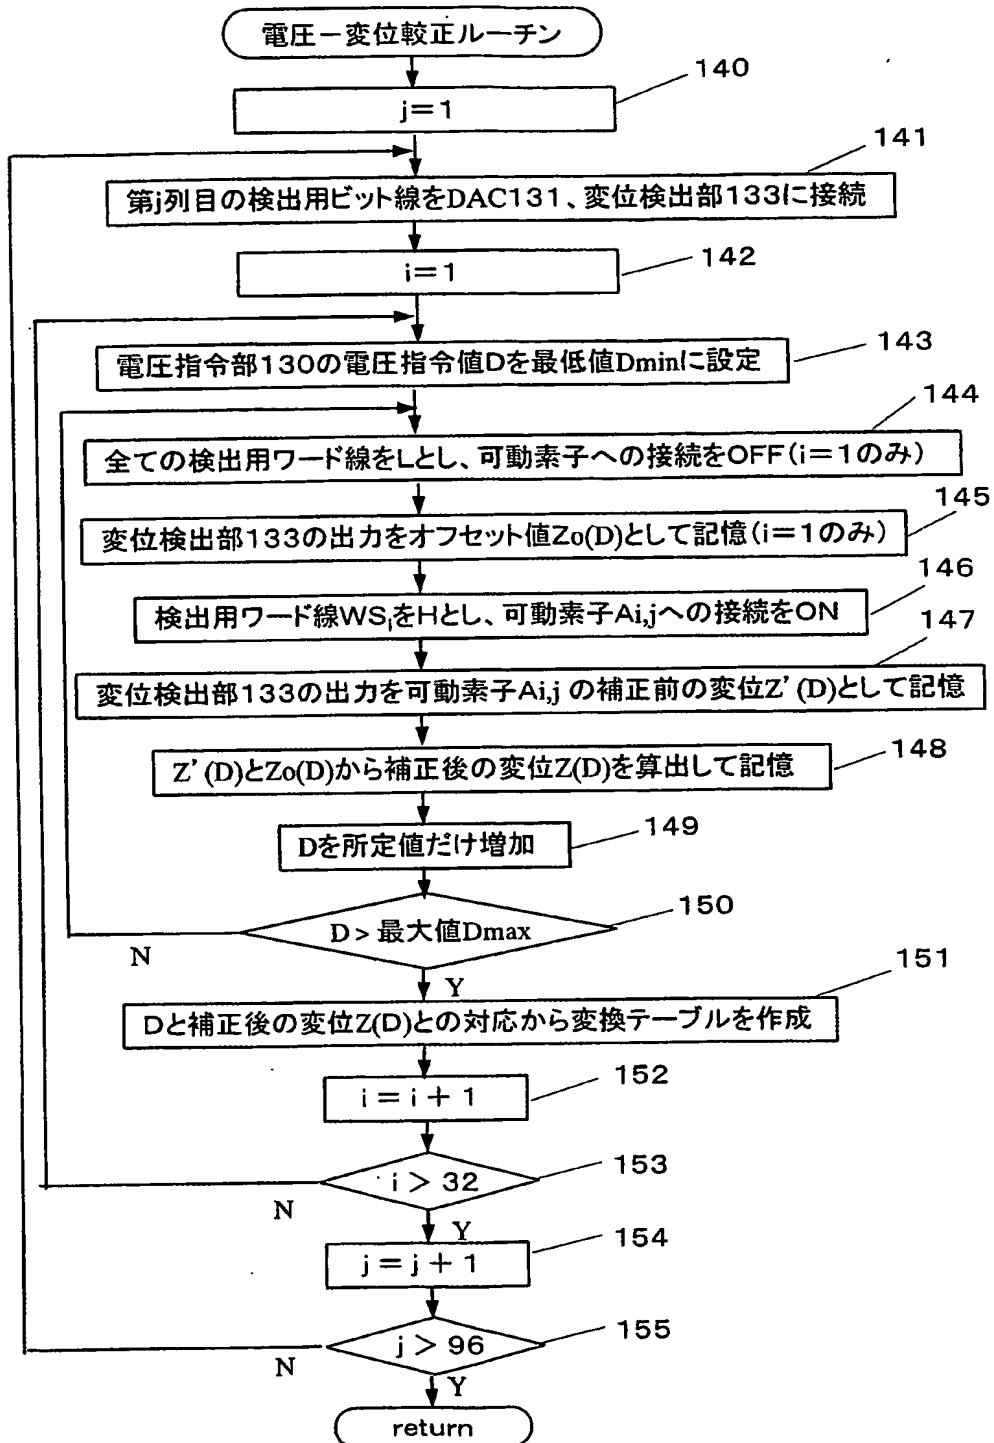 電圧－変位較正ルーチン
140
j＝1
141
第j列目の検出用ビット線をDAC131、変位検出部133に接続
142
i＝1
143
電圧指令部130の電圧指令値Dを最低値Dminに設定
144
全ての検出用ワード線をLとし、可動素子への接続をOFF（i＝1のみ）
145
変位検出部133の出力をオフセット値Zo(D)として記憶（i＝1のみ）
146
検出用ワード線WSiをHとし、可動素子Ai,jへの接続をON
147
変位検出部133の出力を可動素子Ai,j の補正前の変位Z'(D)として記憶
148
Z'(D)とZo(D)から補正後の変位Z(D)を算出して記憶
149
Dを所定値だけ増加
150
D > 最大値Dmax
N
Y
151
Dと補正後の変位Z(D)との対応から変換テーブルを作成
152
i = i + 1
153
i > 32
N
Y
154
j = j + 1
155
j > 96
N
Y
return